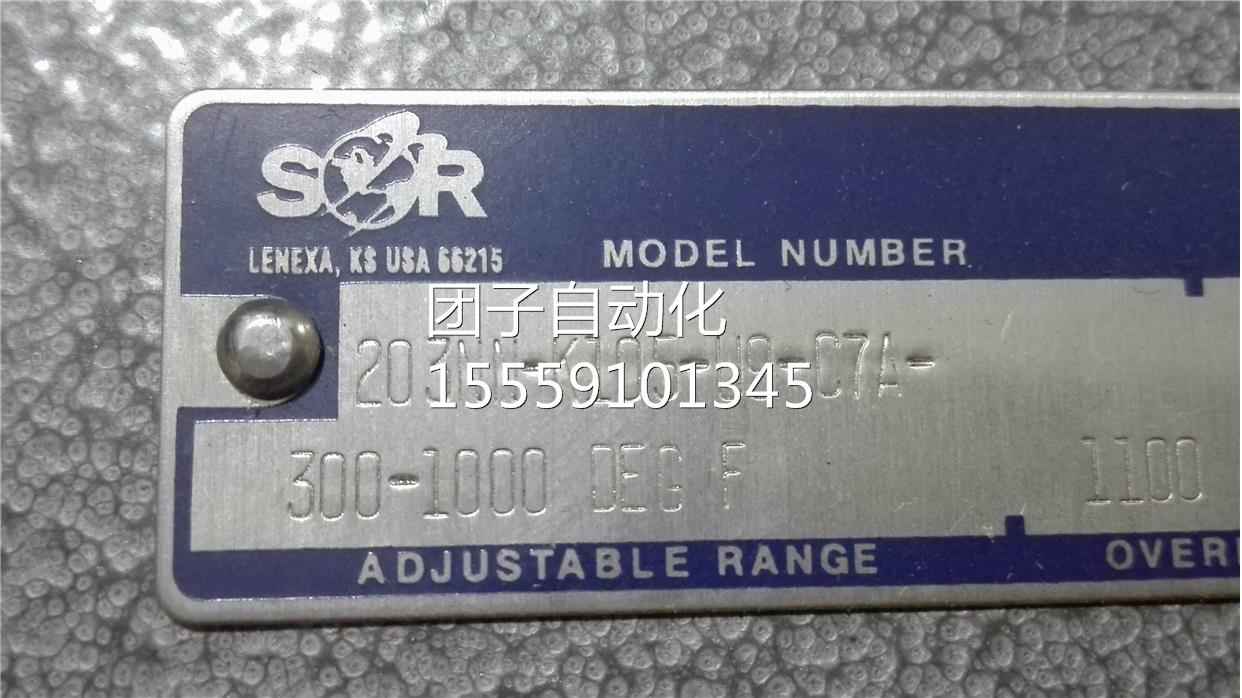 SOR
LENEXA, KS USA 66215
MODEL NUMBER
团子自动化
15559101345
300-1000 DEG F
1100
ADJUSTABLE RANGE